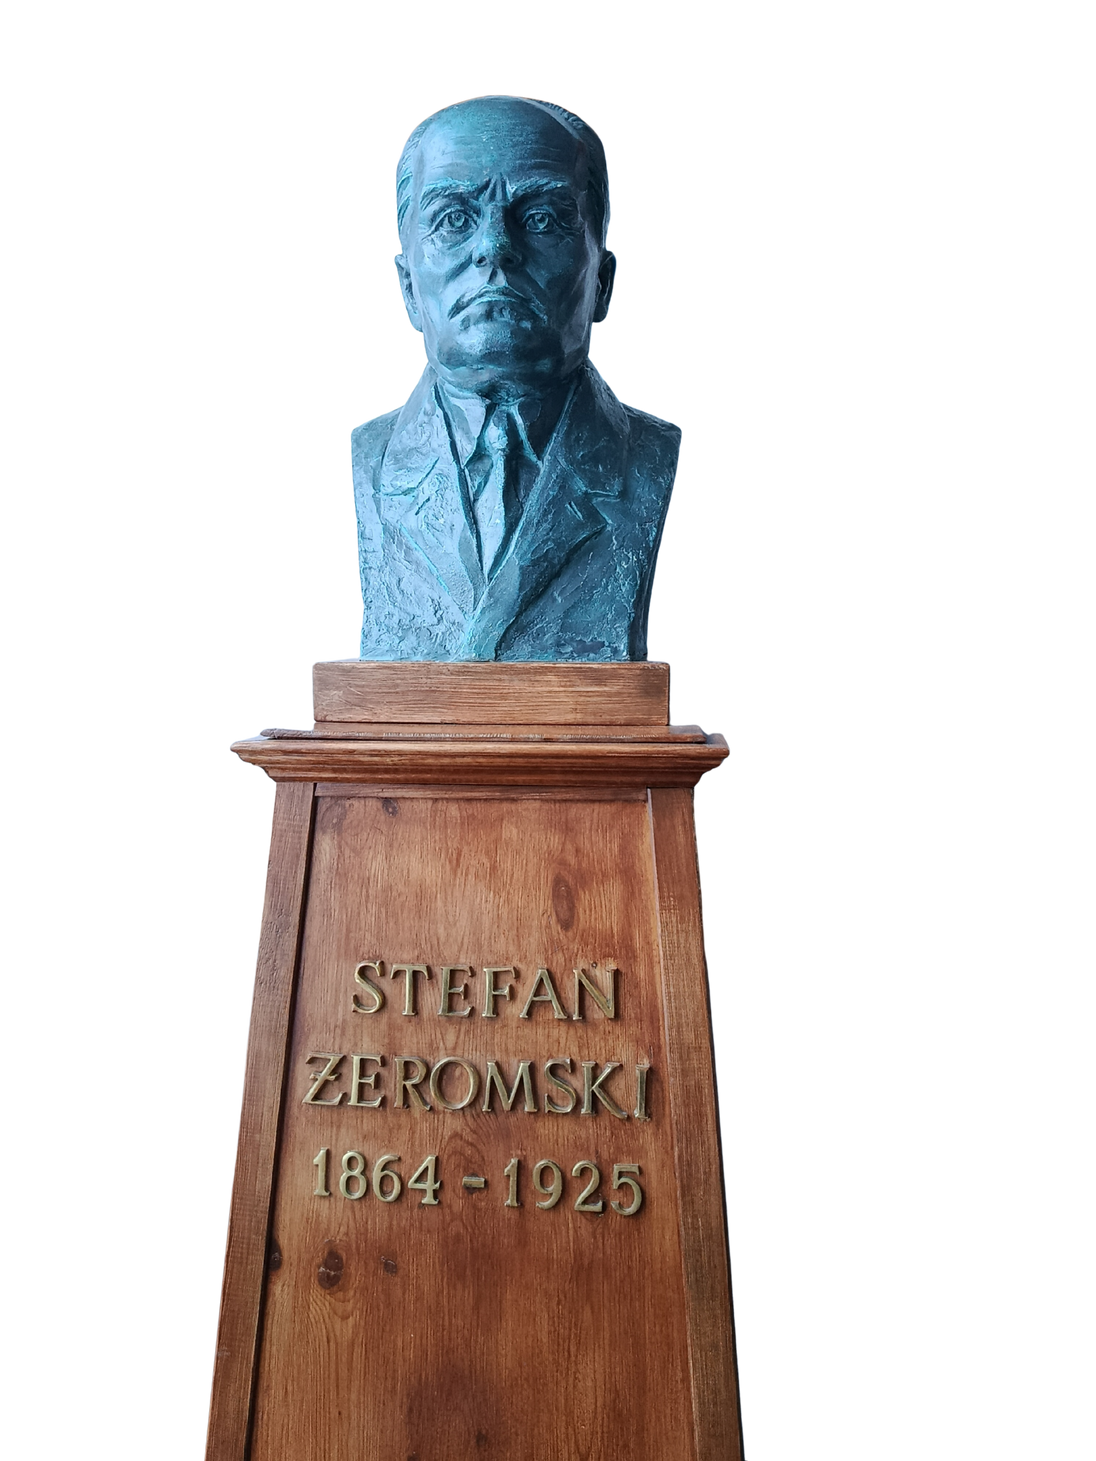 STEFAN
ŻEROMSKI
1864 - 1925